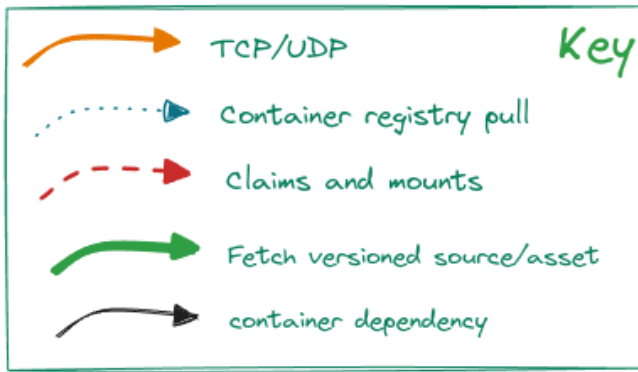 TCP/UDP
Key
Container registry pull
Claims and mounts
Fetch versioned source/asset
container dependency